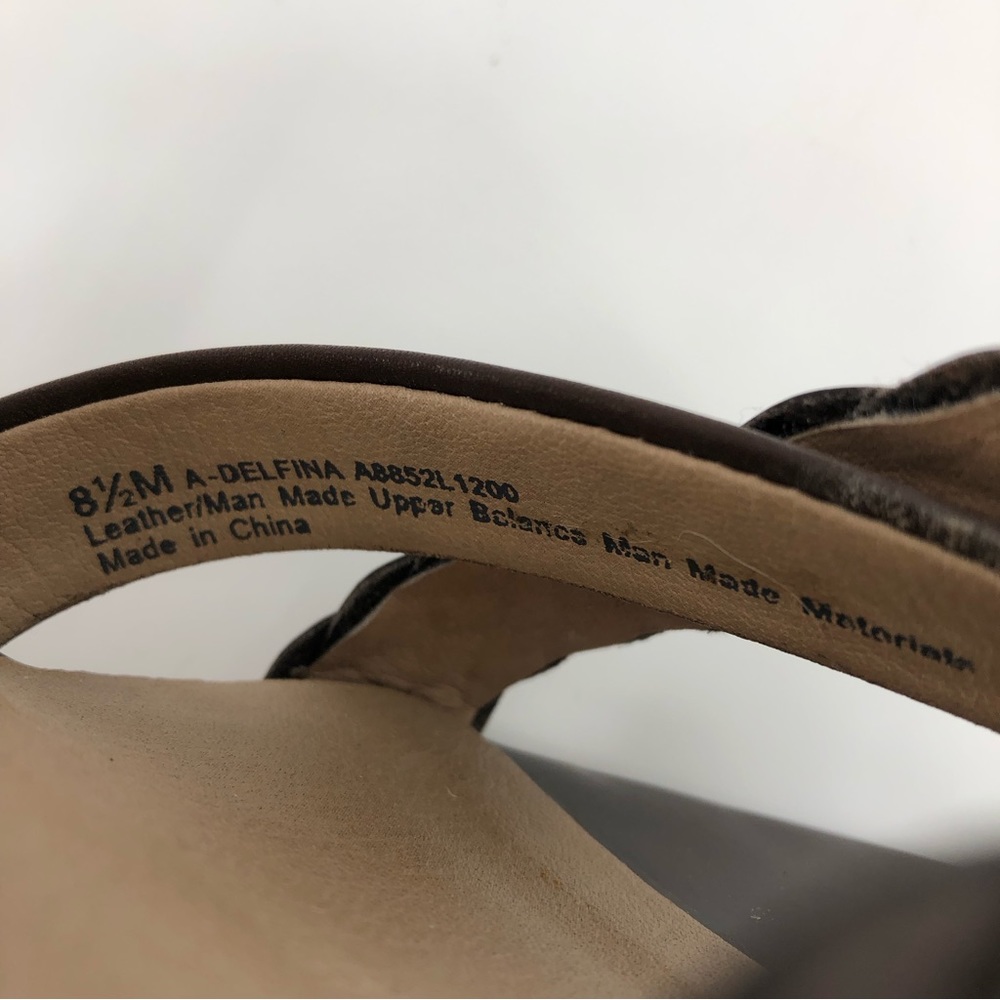 8½M A-DELFINA A8852L1200
Leather/Man Made Upper Balance Man Made Materials
Made in China